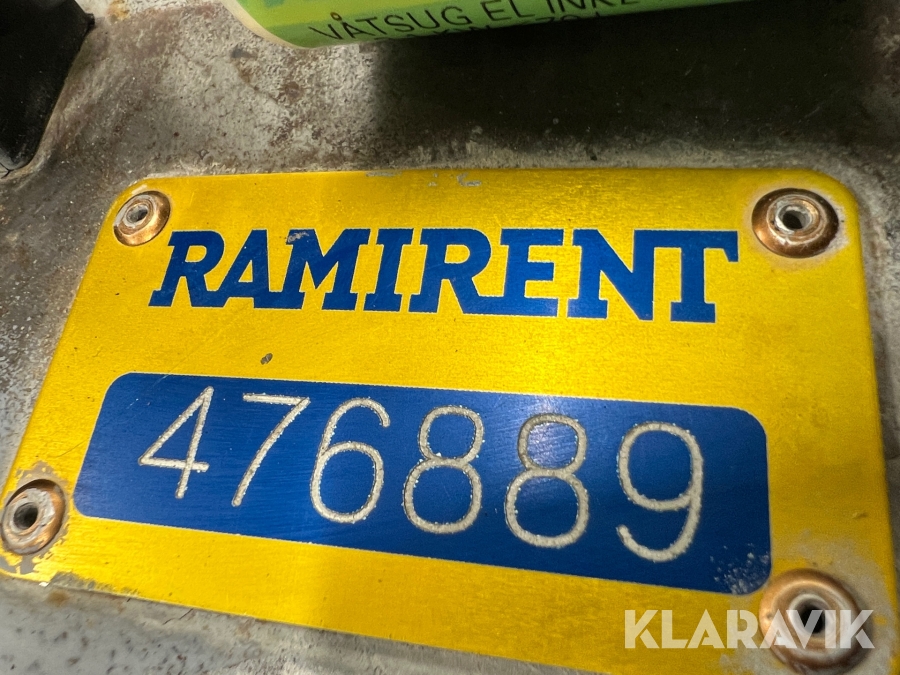 VÅTSUG EL INKL
RAMIRENT
476889
KLARAVIK